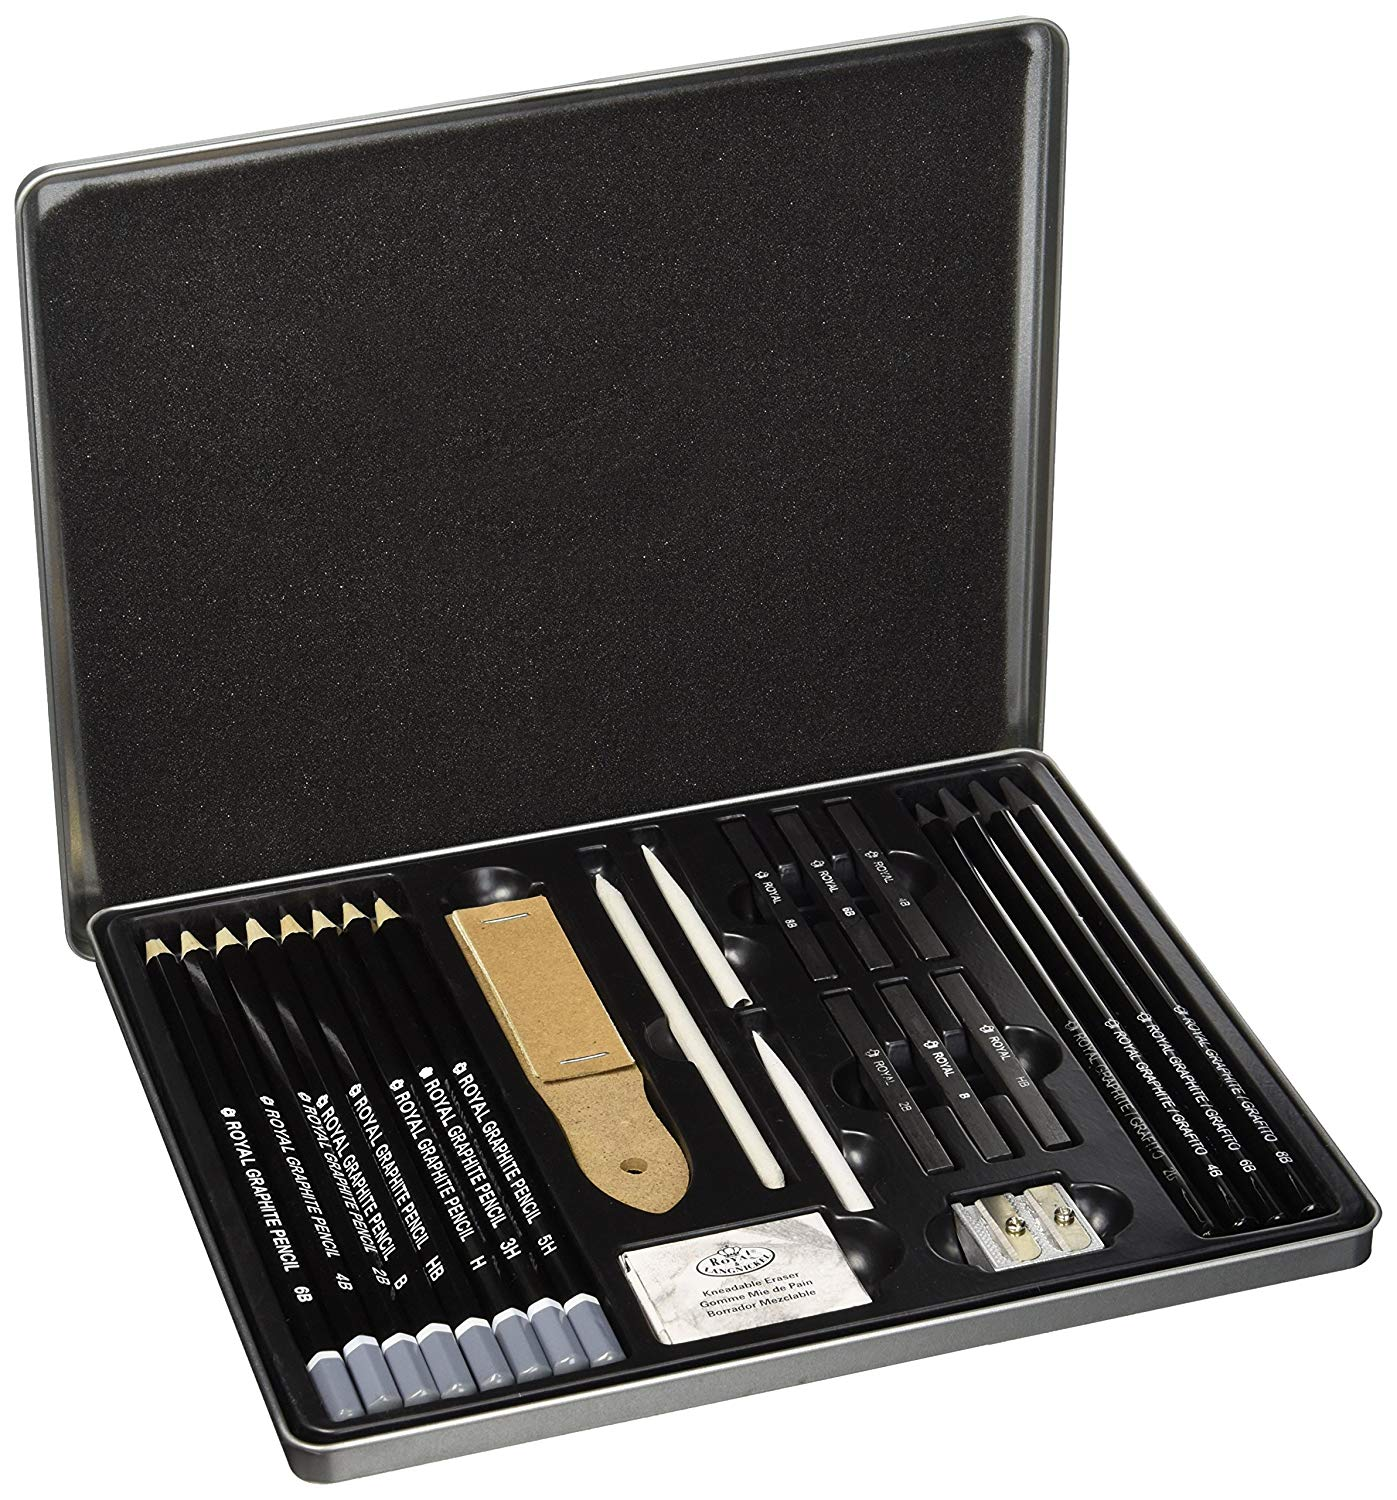 ROYAL GRAPHITE PENCIL 6B
ROYAL GRAPHITE PENCIL 4B
ROYAL GRAPHITE PENCIL 2B
ROYAL GRAPHITE PENCIL B
ROYAL GRAPHITE PENCIL HB
ROYAL GRAPHITE PENCIL H
ROYAL GRAPHITE PENCIL 3H
ROYAL GRAPHITE PENCIL 5H
ROYAL & LANGNICKEL
Kneadable Eraser
Gomme Mie de Pain
Borrador Mezclable
ROYAL 8B
ROYAL 6B
ROYAL 4B
ROYAL 2B
ROYAL B
ROYAL HB
ROYAL GRAPHITE/GRAFITO
ROYAL GRAPHITE/GRAFITO 4B
ROYAL GRAPHITE/GRAFITO 6B
ROYAL GRAPHITE/GRAFITO 8B